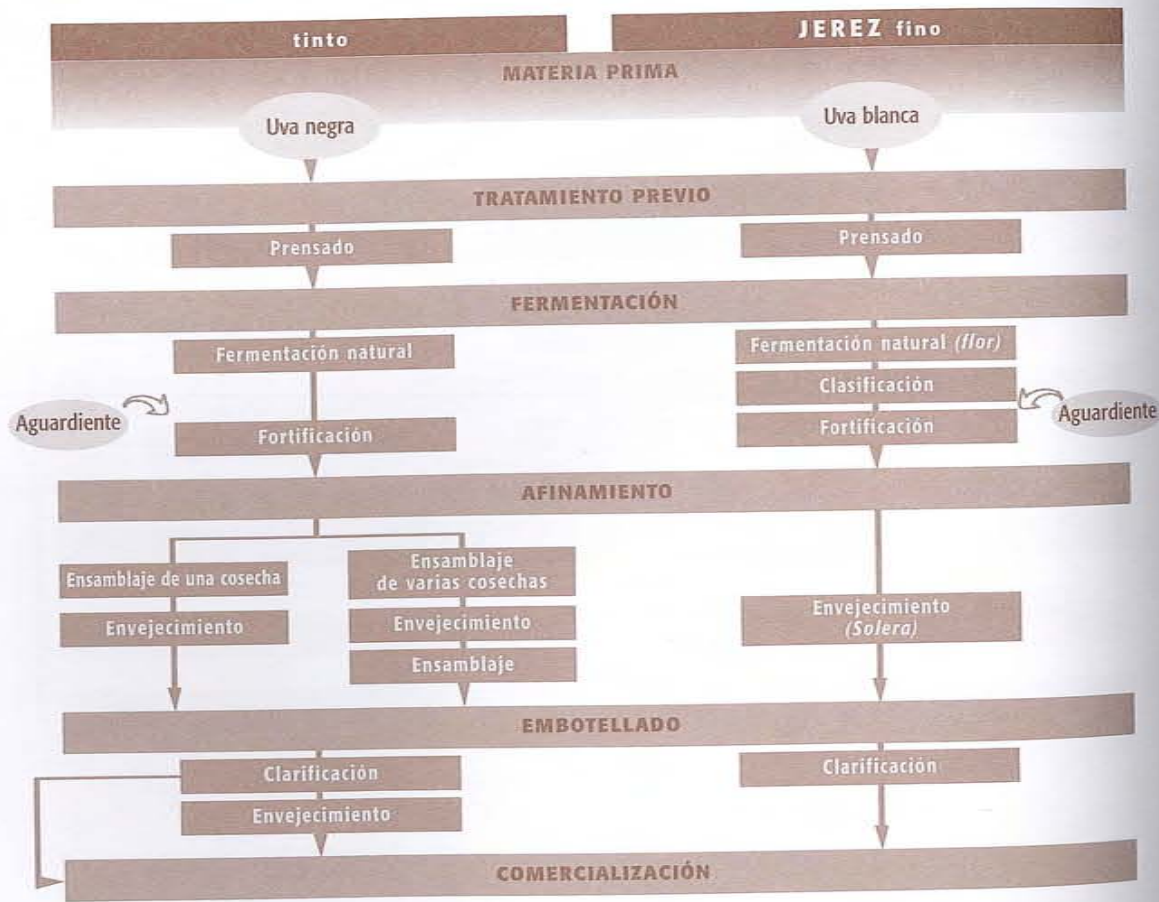 tinto
JEREZ fino
MATERIA PRIMA
Uva negra
Uva blanca
TRATAMIENTO PREVIO
Prensado
Prensado
FERMENTACIÓN
Fermentación natural
Fermentación natural (flor)
Clasificación
Aguardiente
Aguardiente
Fortificación
Fortificación
AFINAMIENTO
Ensamblaje de una cosecha
Envejecimiento
Ensamblaje
de varias cosechas
Envejecimiento
Ensamblaje
Envejecimiento
(Solera)
EMBOTELLADO
Clarificación
Envejecimiento
Clarificación
COMERCIALIZACIÓN